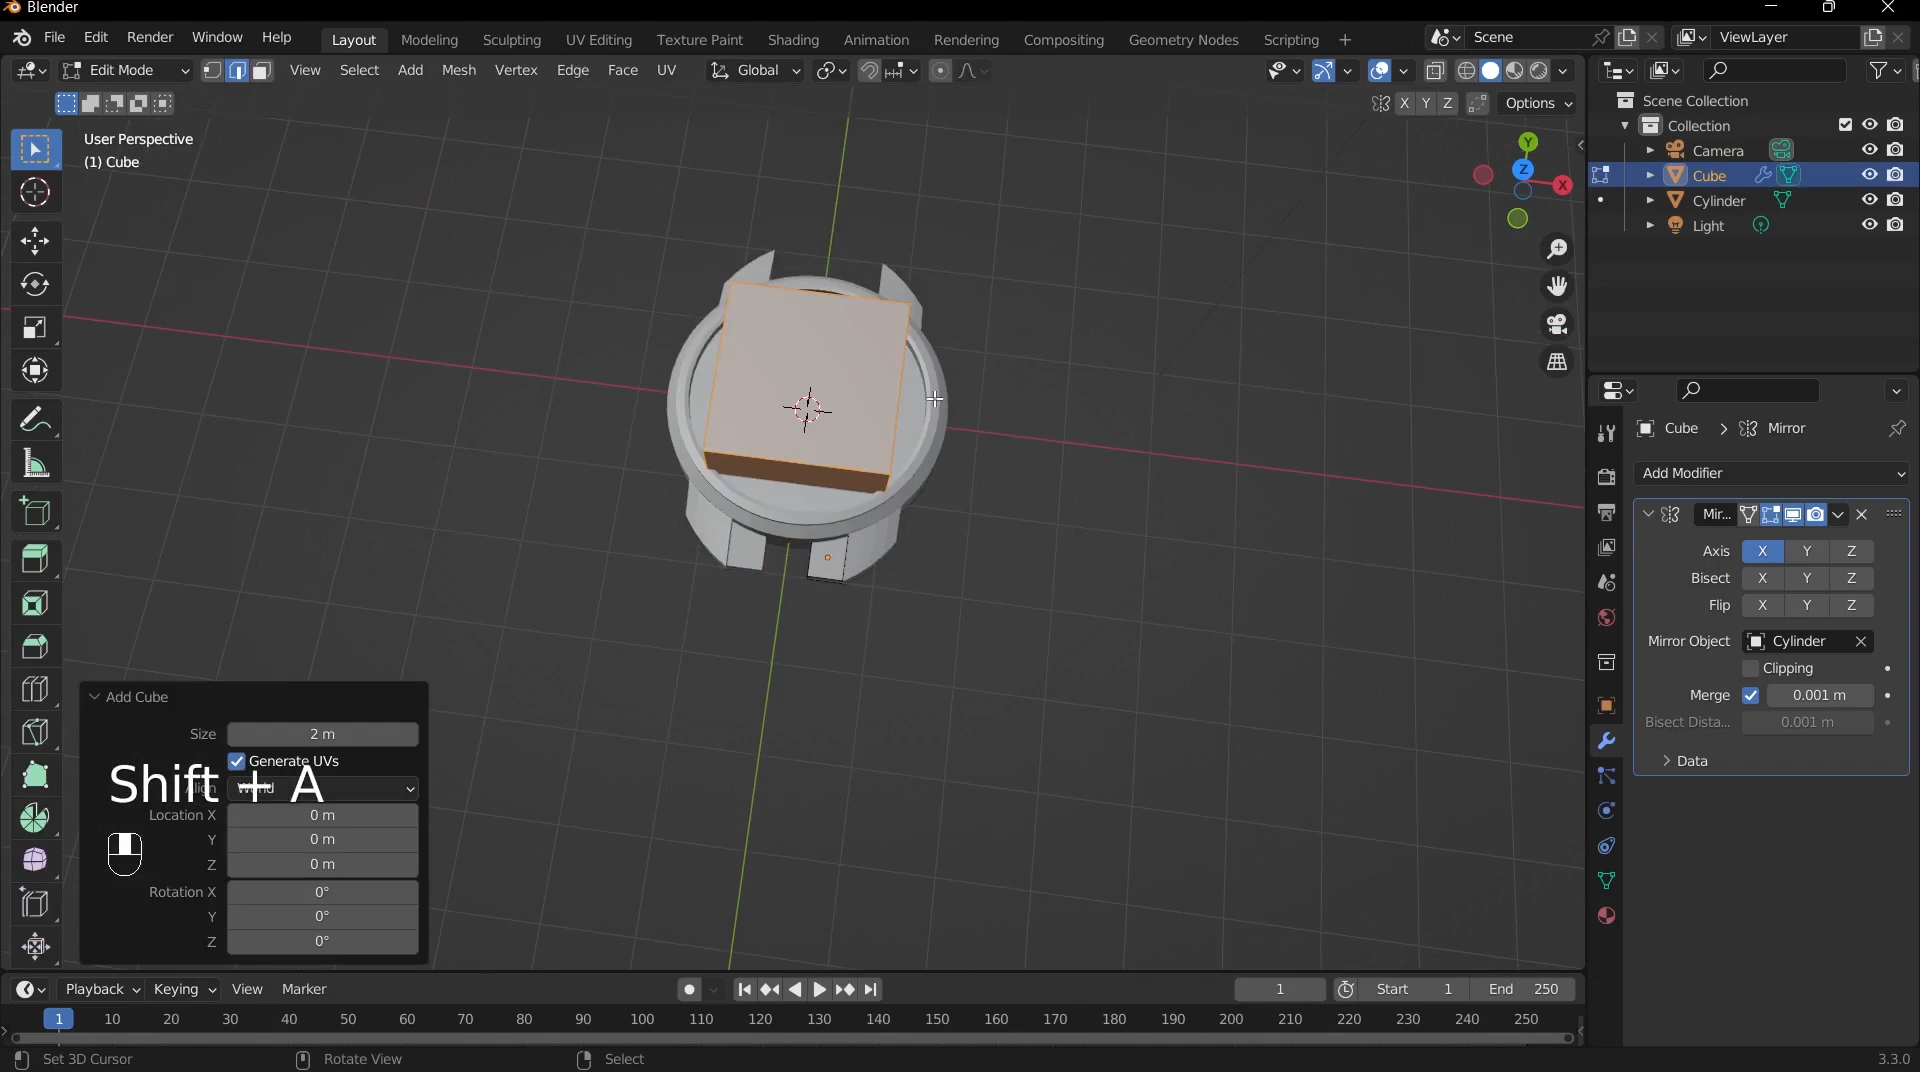 Blender
File Edit Render Window Help Layout Modeling Sculpting UV Editing Texture Paint Shading Animation Rendering Compositing Geometry Nodes Scripting + Scene ViewLayer
Edit Mode View Select Add Mesh Vertex Edge Face UV Global
X Y Z Options
User Perspective
(1) Cube
Y
Z
X
Scene Collection
Collection
Camera
Cube
Cylinder
Light
Cube > Mirror
Add Modifier
Mir...
Axis X Y Z
Bisect X Y Z
Flip X Y Z
Mirror Object Cylinder
Clipping
Merge 0.001 m
Bisect Dista... 0.001 m
Data
Add Cube
Size 2 m
Generate UVs
Align World
Shift + A
Location X 0 m
Y 0 m
Z 0 m
Rotation X 0°
Y 0°
Z 0°
Playback Keying View Marker 1 Start 1 End 250
1 10 20 30 40 50 60 70 80 90 100 110 120 130 140 150 160 170 180 190 200 210 220 230 240 250
Set 3D Cursor Rotate View Select 3.3.0